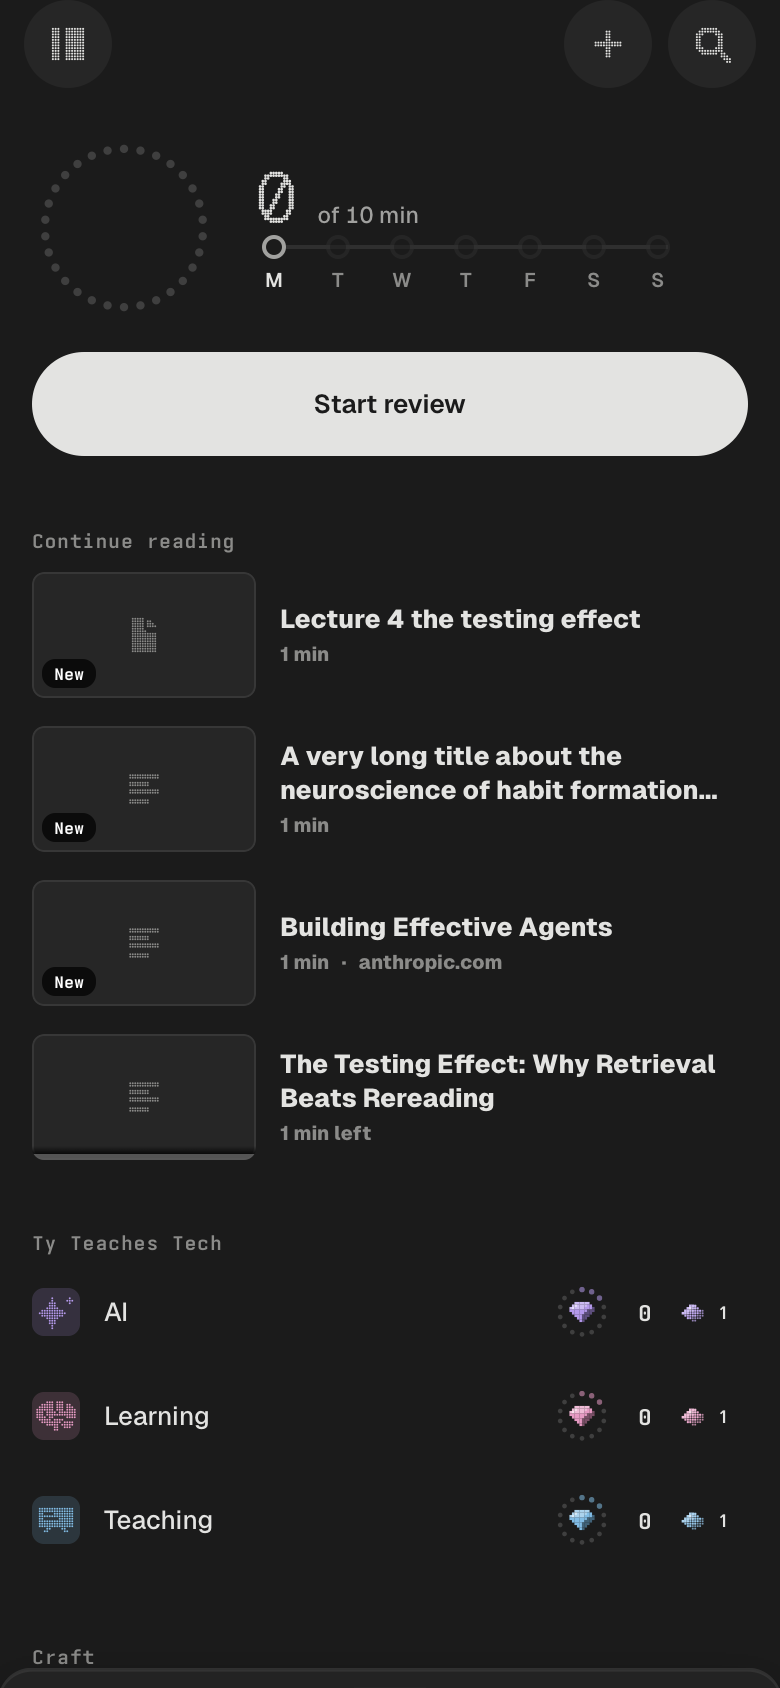 0 of 10 min
M T W T F S S
Start review
Continue reading
New
Lecture 4 the testing effect
1 min
New
A very long title about the
neuroscience of habit formation...
1 min
New
Building Effective Agents
1 min · anthropic.com
The Testing Effect: Why Retrieval
Beats Rereading
1 min left
Ty Teaches Tech
AI 0 1
Learning 0 1
Teaching 0 1
Craft